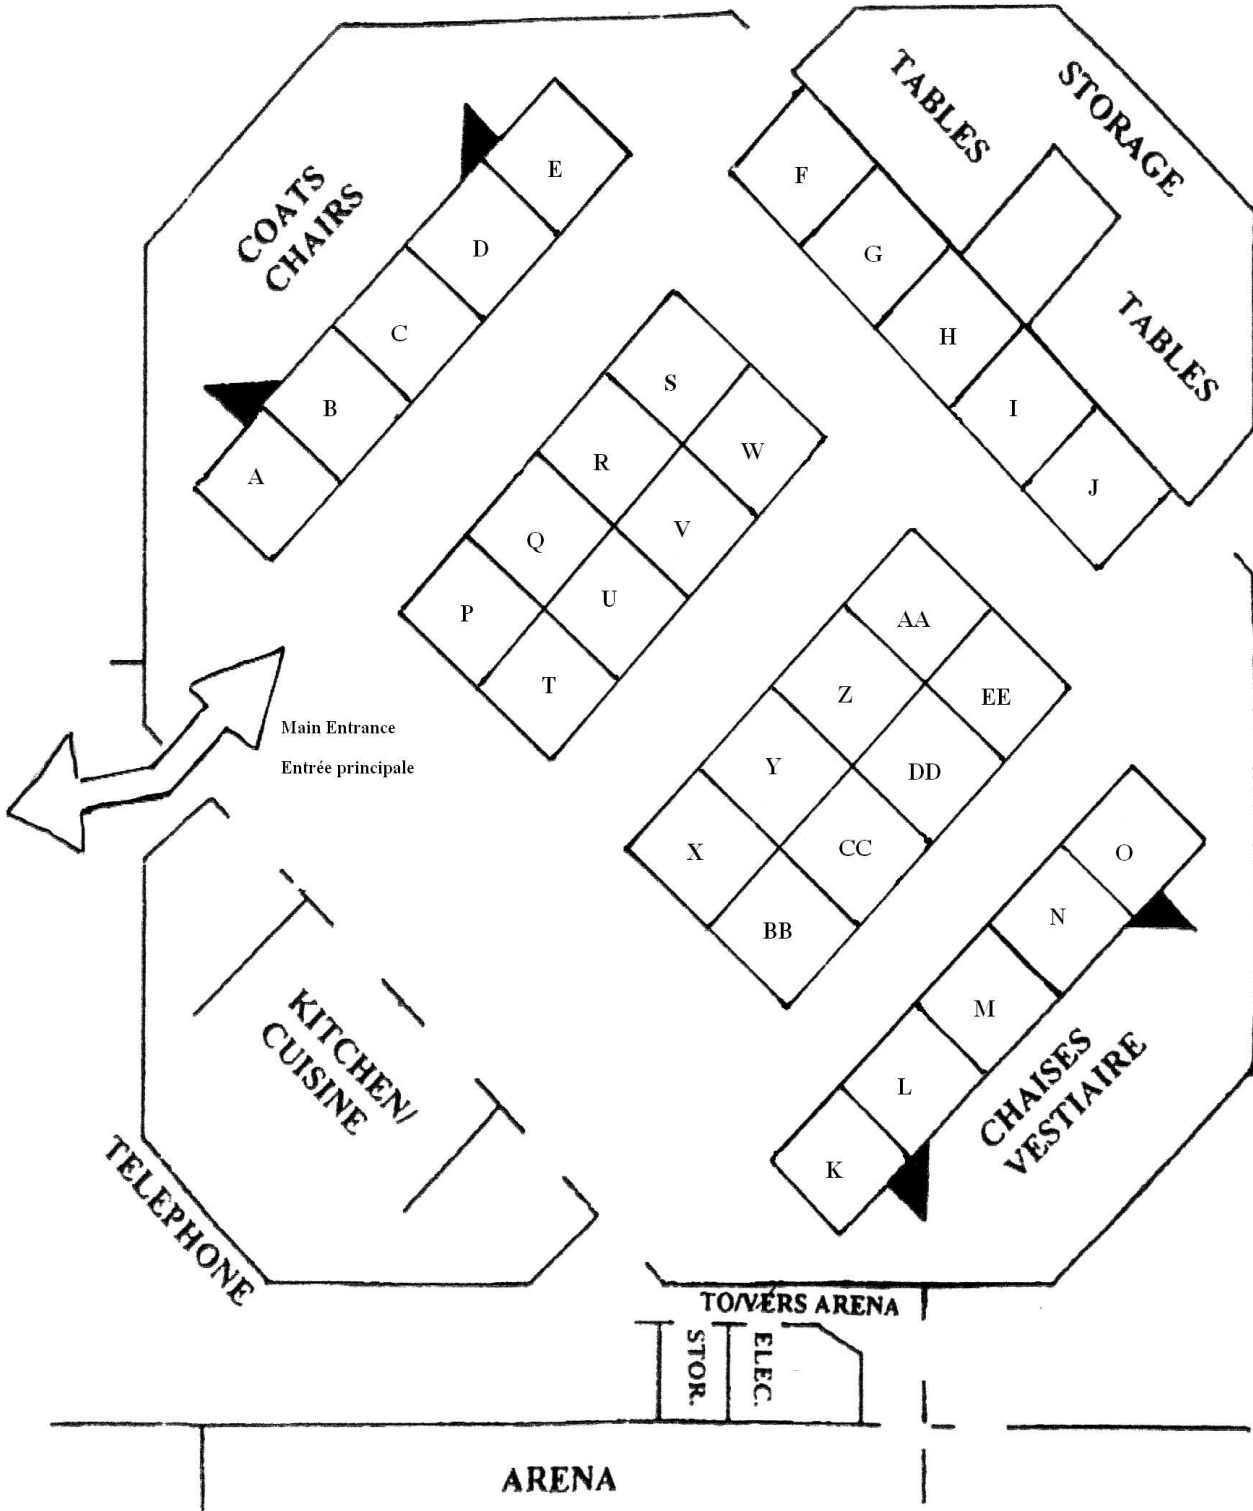 TABLES
STORAGE
TABLES
COATS
CHAIRS
E
D
C
B
A
F
G
H
I
J
S
R
Q
P
W
V
U
T
AA
Z
Y
X
EE
DD
CC
BB
O
N
M
L
K
Main Entrance
Entrée principale
KITCHEN/
CUISINE
CHAISES
VESTIAIRE
TELEPHONE
TO/VERS ARENA
STOR.
ELEC.
ARENA